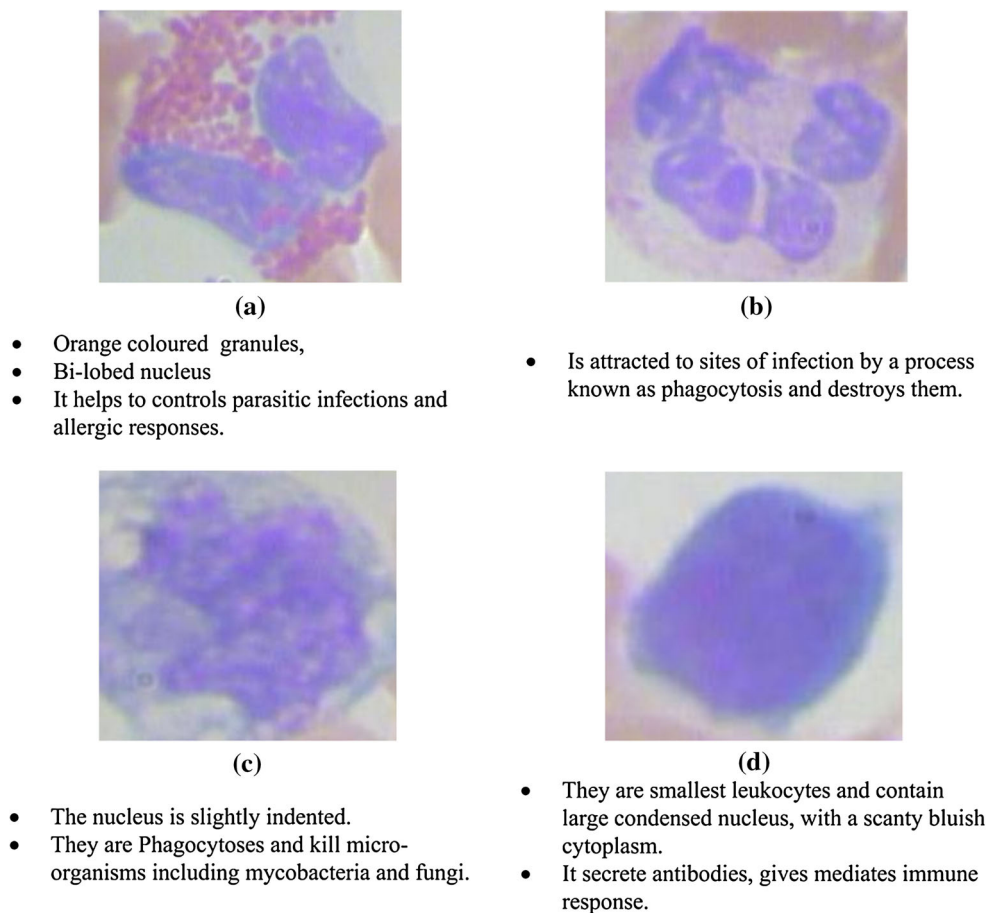 (a)
• Orange coloured granules,
• Bi-lobed nucleus
• It helps to controls parasitic infections and
allergic responses.
(b)
• Is attracted to sites of infection by a process
known as phagocytosis and destroys them.
(c)
• The nucleus is slightly indented.
• They are Phagocytoses and kill micro-
organisms including mycobacteria and fungi.
(d)
• They are smallest leukocytes and contain
large condensed nucleus, with a scanty bluish
cytoplasm.
• It secrete antibodies, gives mediates immune
response.